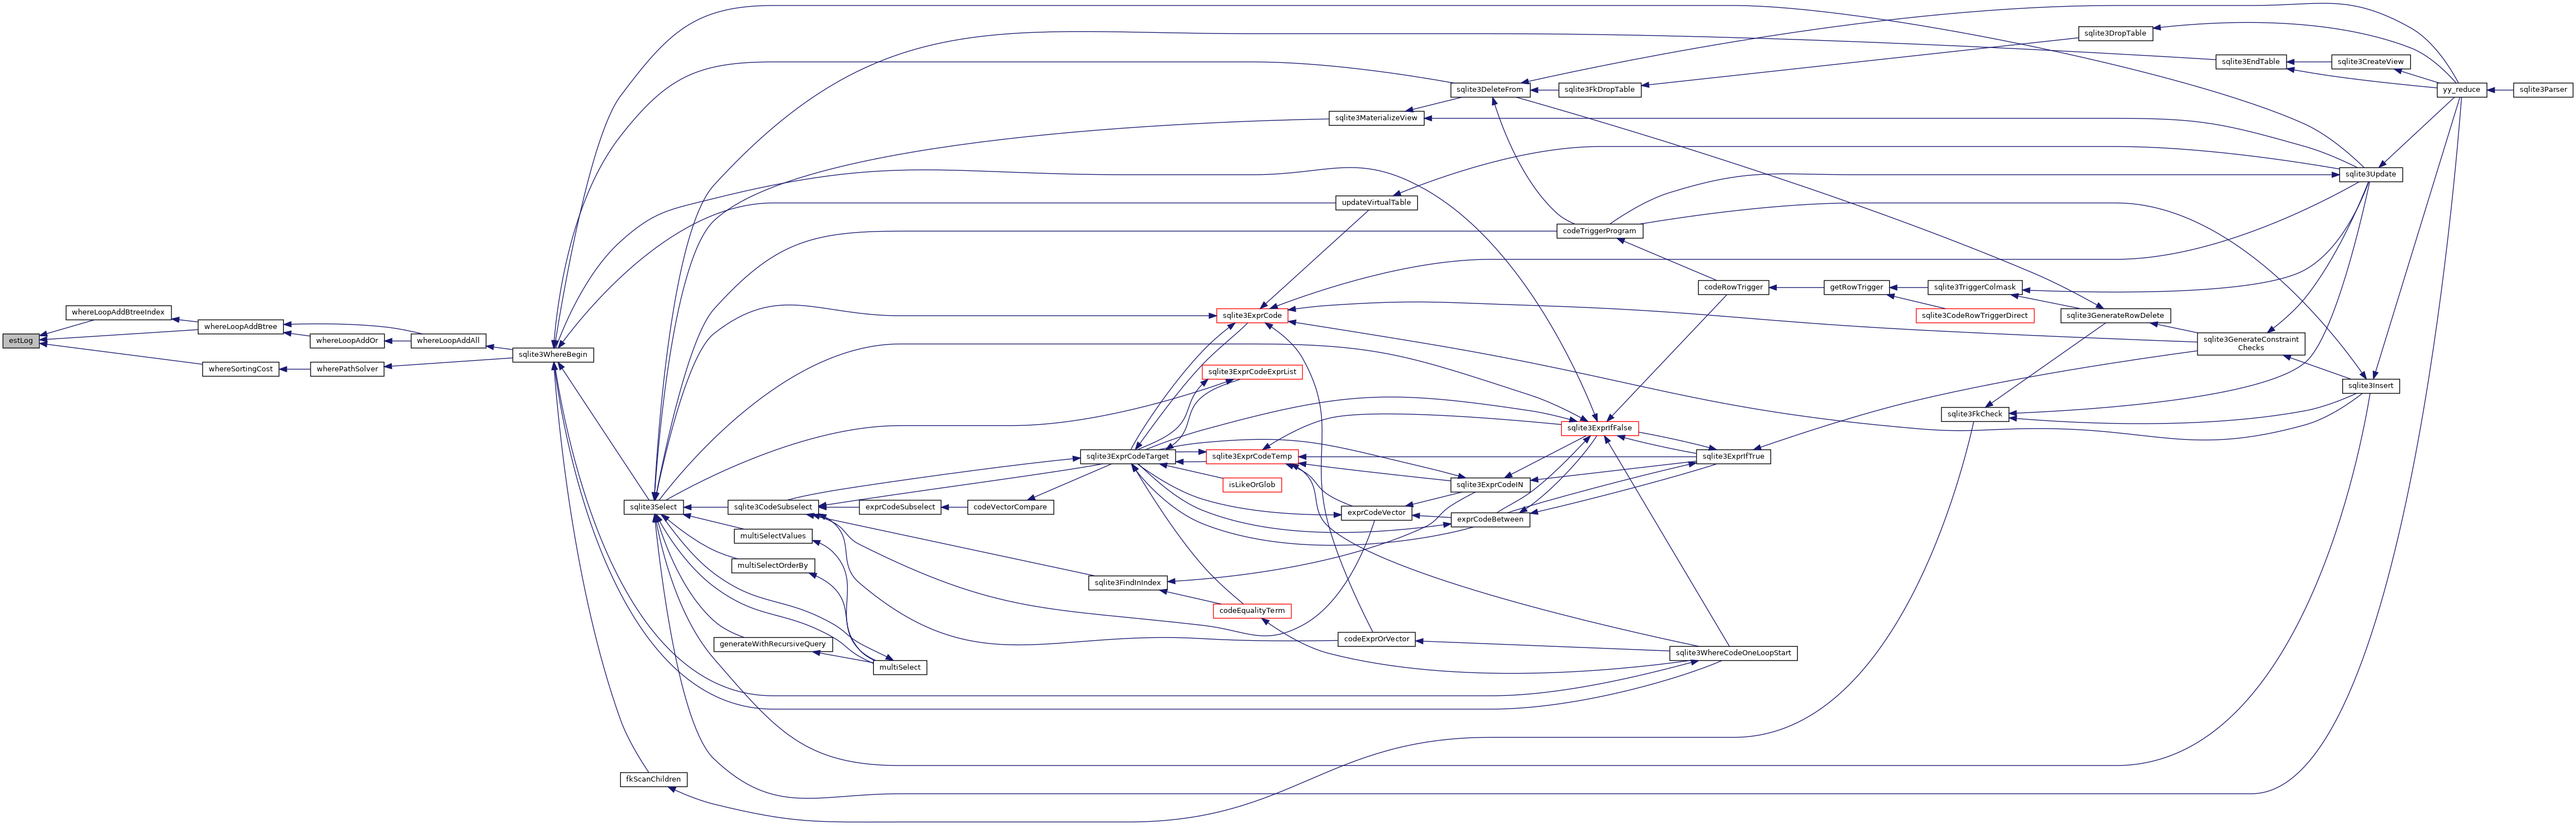 estLog
whereLoopAddBtreeIndex
whereLoopAddBtree
whereLoopAddOr
whereLoopAddAll
whereSortingCost
wherePathSolver
sqlite3WhereBegin
sqlite3Select
fkScanChildren
sqlite3CodeSubselect
multiSelectValues
multiSelectOrderBy
generateWithRecursiveQuery
exprCodeSubselect
multiSelect
codeVectorCompare
sqlite3ExprCodeTarget
sqlite3FindInIndex
sqlite3ExprCode
sqlite3ExprCodeExprList
sqlite3ExprCodeTemp
isLikeOrGlob
codeEqualityTerm
sqlite3MaterializeView
updateVirtualTable
exprCodeVector
codeExprOrVector
sqlite3DeleteFrom
sqlite3ExprCodeIN
exprCodeBetween
sqlite3FkDropTable
codeTriggerProgram
sqlite3ExprIfFalse
codeRowTrigger
sqlite3ExprIfTrue
sqlite3WhereCodeOneLoopStart
getRowTrigger
sqlite3TriggerColmask
sqlite3CodeRowTriggerDirect
sqlite3FkCheck
sqlite3DropTable
sqlite3GenerateRowDelete
sqlite3EndTable
sqlite3GenerateConstraint
Checks
sqlite3CreateView
sqlite3Update
sqlite3Insert
yy_reduce
sqlite3Parser